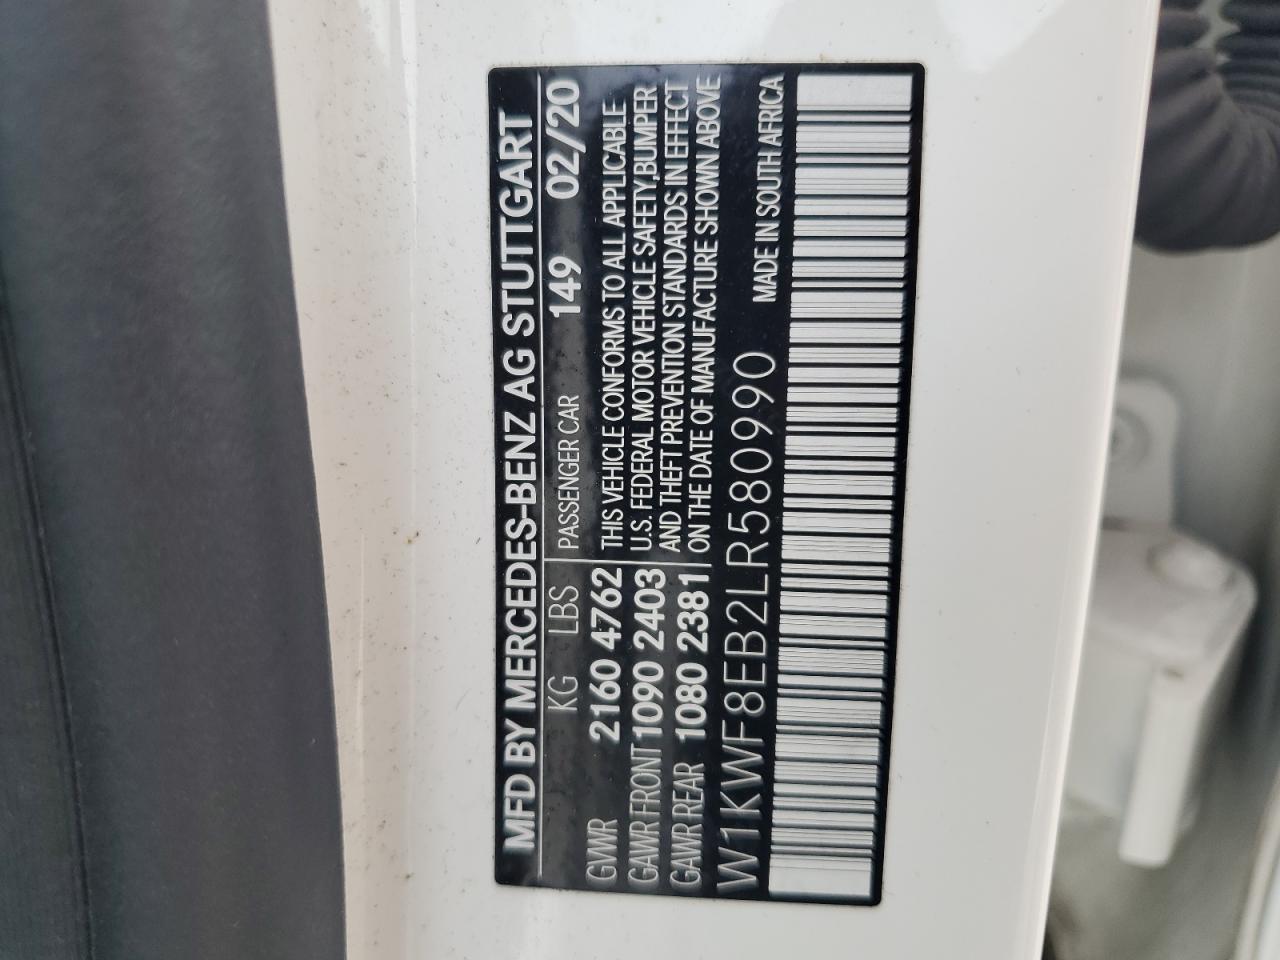 MFD BY MERCEDES-BENZ AG STUTTGART
KG LBS PASSENGER CAR 149 02/20
GVWR 2160 4762 THIS VEHICLE CONFORMS TO ALL APPLICABLE
GAWR FRONT 1090 2403 U.S. FEDERAL MOTOR VEHICLE SAFETY,BUMPER
GAWR REAR 1080 2381 AND THEFT PREVENTION STANDARDS IN EFFECT
ON THE DATE OF MANUFACTURE SHOWN ABOVE
W1KWF8EB2LR580990 MADE IN SOUTH AFRICA